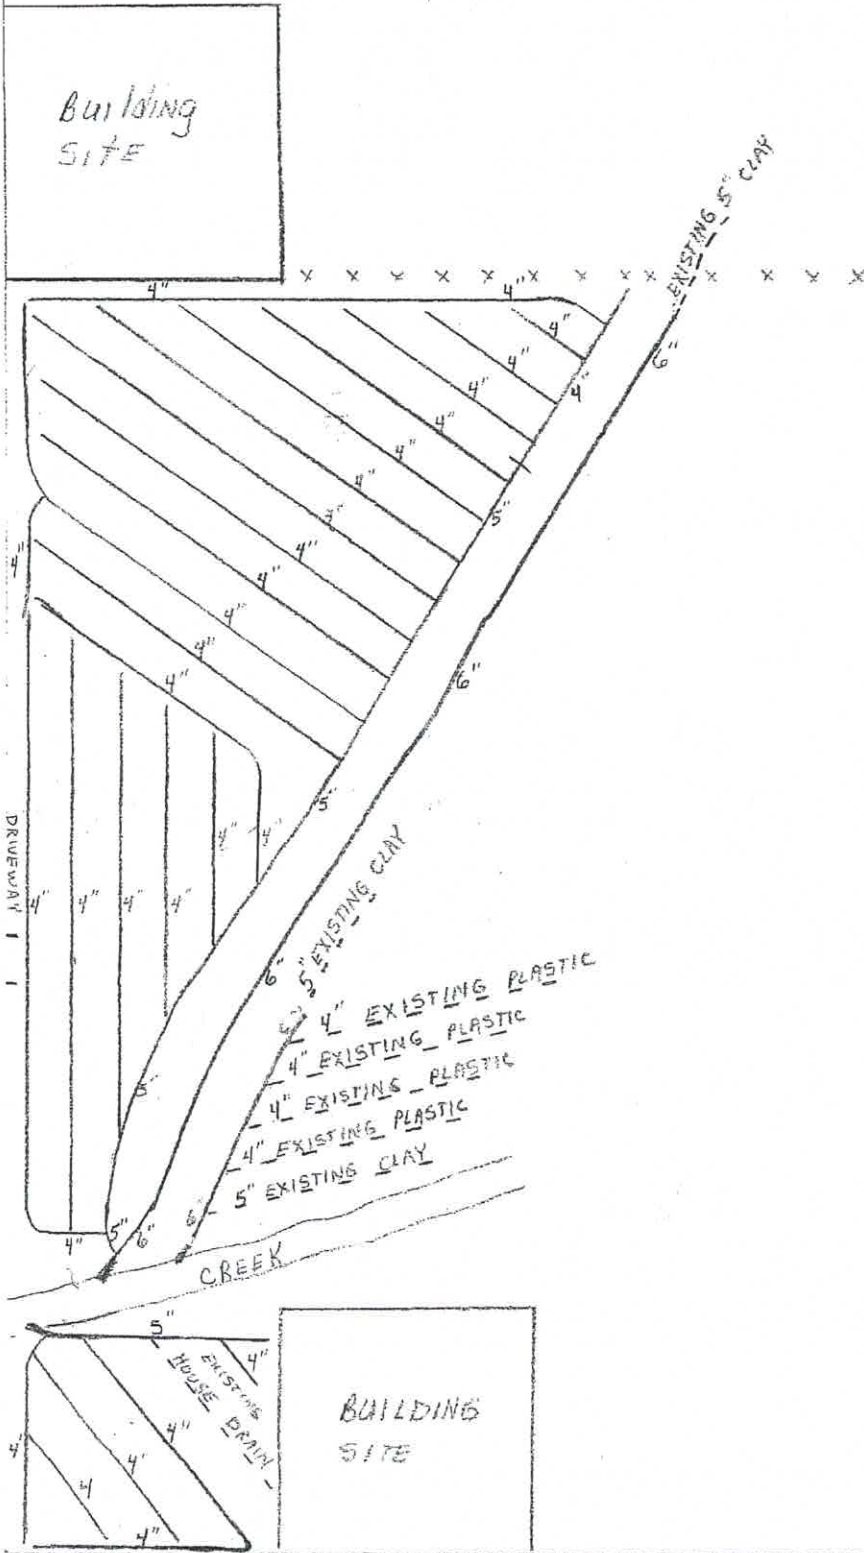 Building
SITE
EXISTING 5" CLAY
x x x x x x x x x x x x x
4" 4"
4"
6"
4"
4"
4"
4"
4"
4"
5"
4"
4"
4"
4"
4"
6"
4"
5"
DRIVEWAY
4" 4" 4" 4" 4" 4"
5" EXISTING CLAY
6"
4" EXISTING PLASTIC
4" EXISTING PLASTIC
4" EXISTING PLASTIC
4" EXISTING PLASTIC
5" EXISTING CLAY
6"
4" 5" 6"
CREEK
5"
EXISTING
HOUSE DRAIN
4"
4"
4"
4'
4
4"
BUILDING
SITE